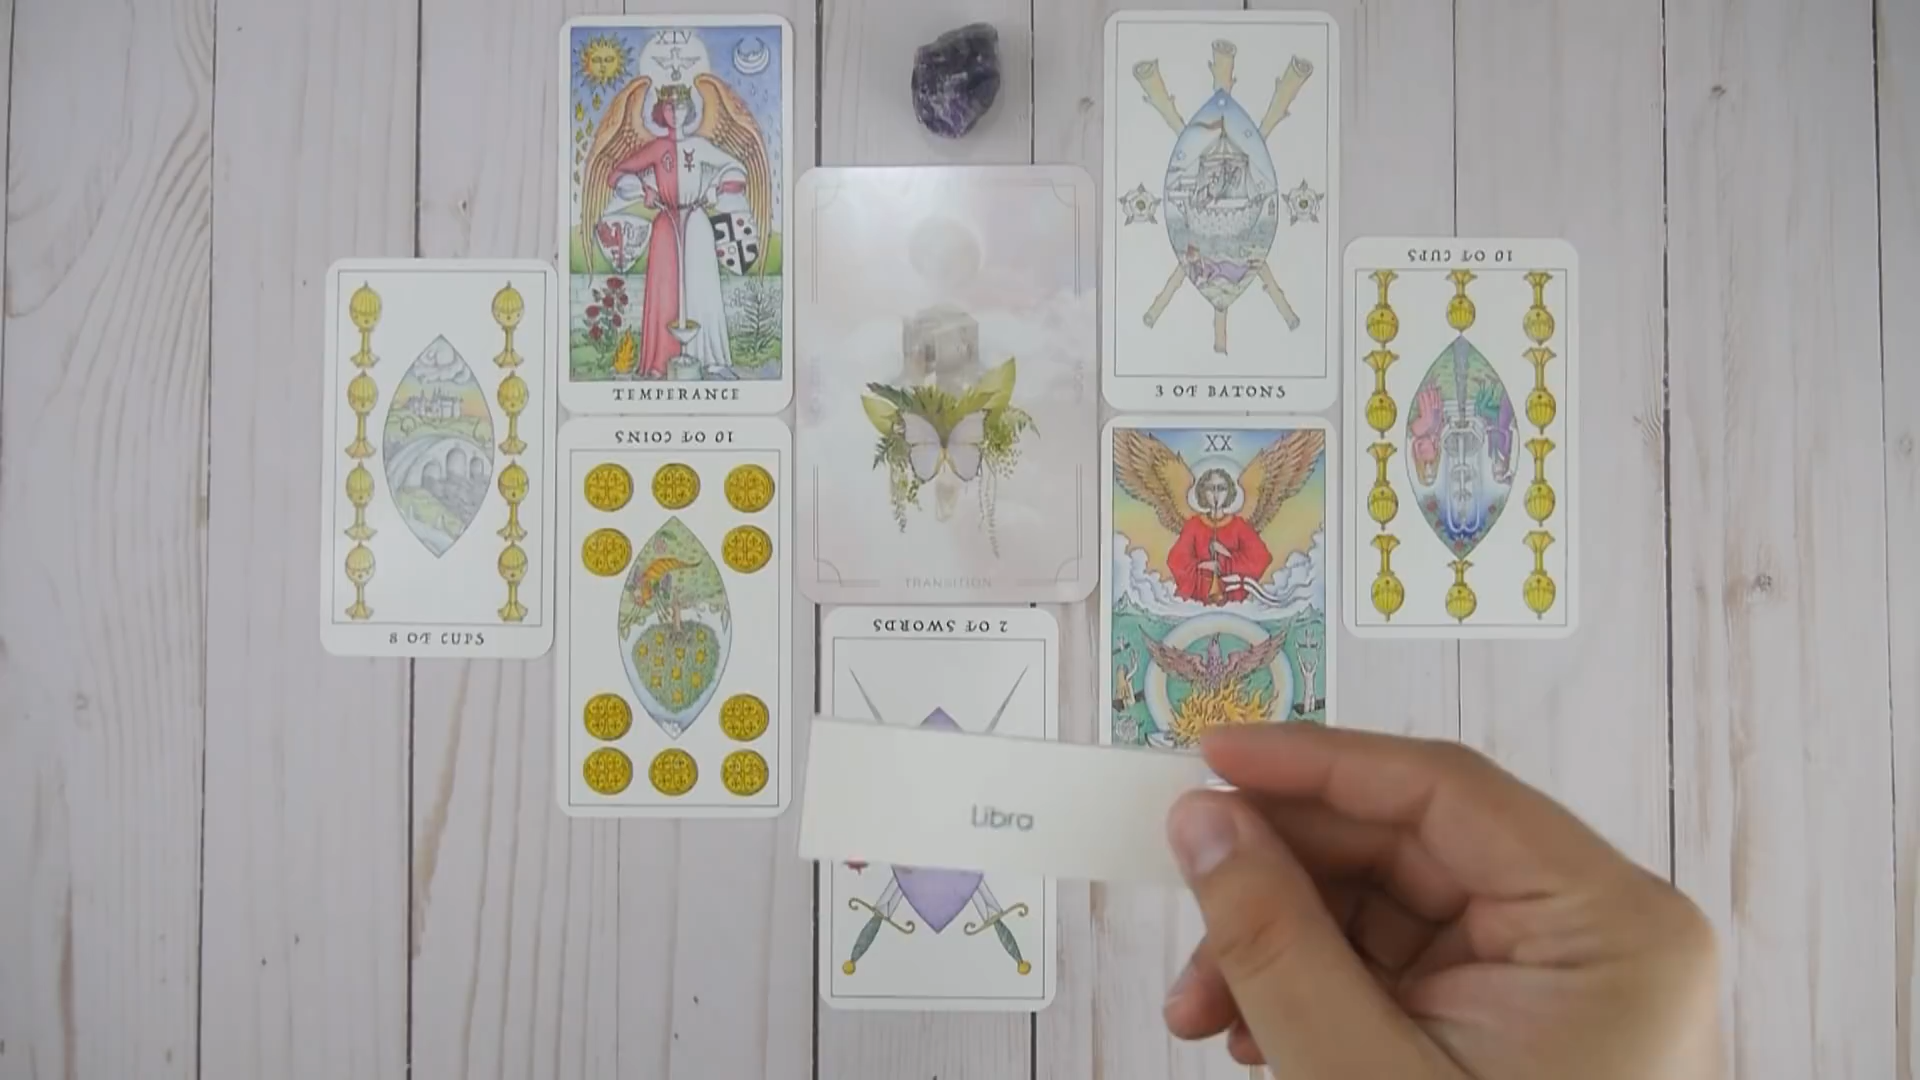 XIV
TEMPERANCE
3 OF BATONS
10 OF CUPS
8 OF CUPS
10 OF COINS
TRANSITION
XX
2 OF SWORDS
Libra